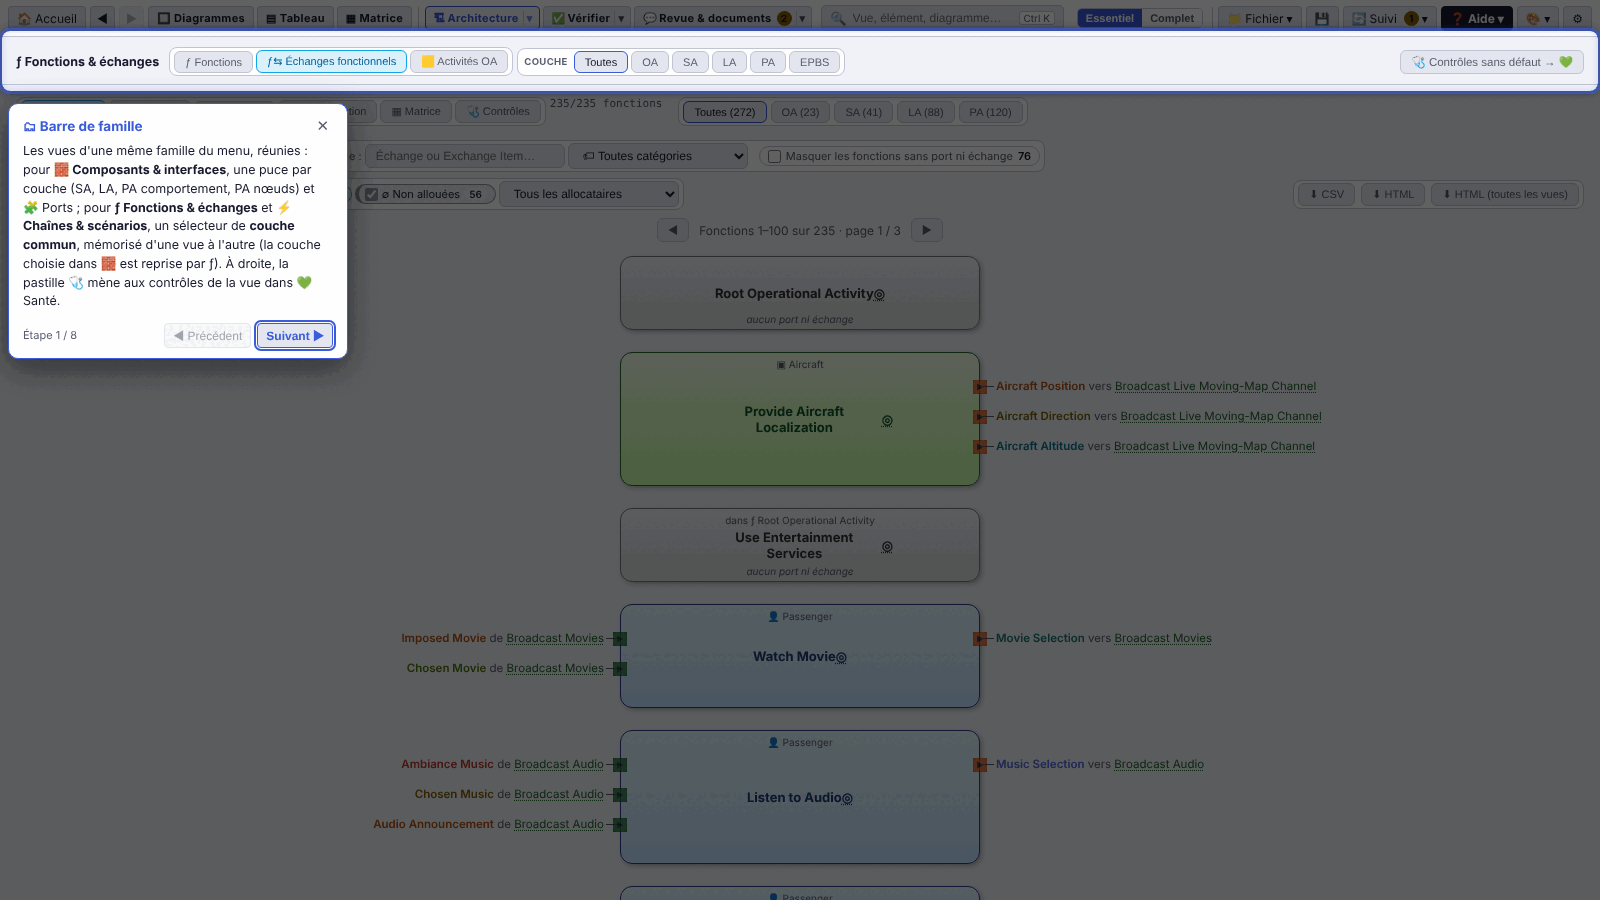 🏠 Accueil ◀ ▶ 🔲 Diagrammes ▤ Tableau ▦ Matrice 🏗 Architecture ▾ ✅ Vérifier ▾ 💬 Revue & documents 2 ▾ 🔍 Vue, élément, diagramme… Ctrl K Essentiel Complet 📁 Fichier ▾ 💾 🔄 Suivi 1 ▾ ❓ Aide ▾ 🎨 ▾ ⚙
ƒ Fonctions & échanges ƒ Fonctions ƒ⇆ Échanges fonctionnels 🟨 Activités OA COUCHE Toutes OA SA LA PA EPBS 🩺 Contrôles sans défaut → 💚
tion ▦ Matrice 🩺 Contrôles 235/235 fonctions Toutes (272) OA (23) SA (41) LA (88) PA (120)
🗂 Barre de famille ✕
Les vues d'une même famille du menu, réunies :
pour 🧱 Composants & interfaces, une puce par
couche (SA, LA, PA comportement, PA nœuds) et
🧩 Ports ; pour ƒ Fonctions & échanges et ⚡
Chaînes & scénarios, un sélecteur de couche
commun, mémorisé d'une vue à l'autre (la couche
choisie dans 🧱 est reprise par ƒ). À droite, la
pastille 🩺 mène aux contrôles de la vue dans 💚
Santé.
Étape 1 / 8 ◀ Précédent Suivant ▶
e : Échange ou Exchange Item… 🏷 Toutes catégories Masquer les fonctions sans port ni échange 76
⌀ Non allouées 56 Tous les allocataires ⬇ CSV ⬇ HTML ⬇ HTML (toutes les vues)
◀ Fonctions 1–100 sur 235 · page 1 / 3 ▶
Root Operational Activity◎
aucun port ni échange
▣ Aircraft
Provide Aircraft
Localization ◎
Aircraft Position vers Broadcast Live Moving-Map Channel
Aircraft Direction vers Broadcast Live Moving-Map Channel
Aircraft Altitude vers Broadcast Live Moving-Map Channel
dans ƒ Root Operational Activity
Use Entertainment
Services ◎
aucun port ni échange
👤 Passenger
Imposed Movie de Broadcast Movies
Chosen Movie de Broadcast Movies
Watch Movie◎
Movie Selection vers Broadcast Movies
👤 Passenger
Ambiance Music de Broadcast Audio
Chosen Music de Broadcast Audio
Audio Announcement de Broadcast Audio
Listen to Audio◎
Music Selection vers Broadcast Audio
👤 Passenger